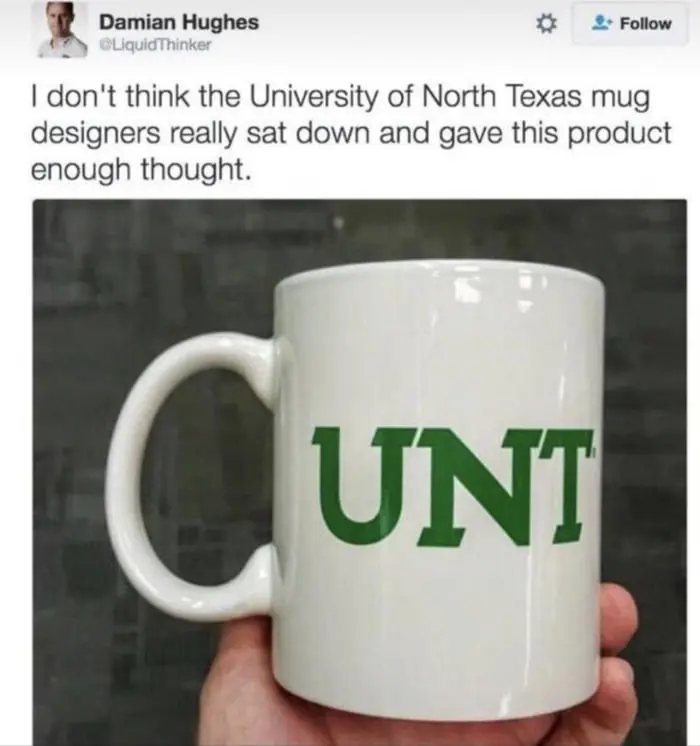 Damian Hughes
@LiquidThinker
Follow
I don't think the University of North Texas mug
designers really sat down and gave this product
enough thought.
UNT